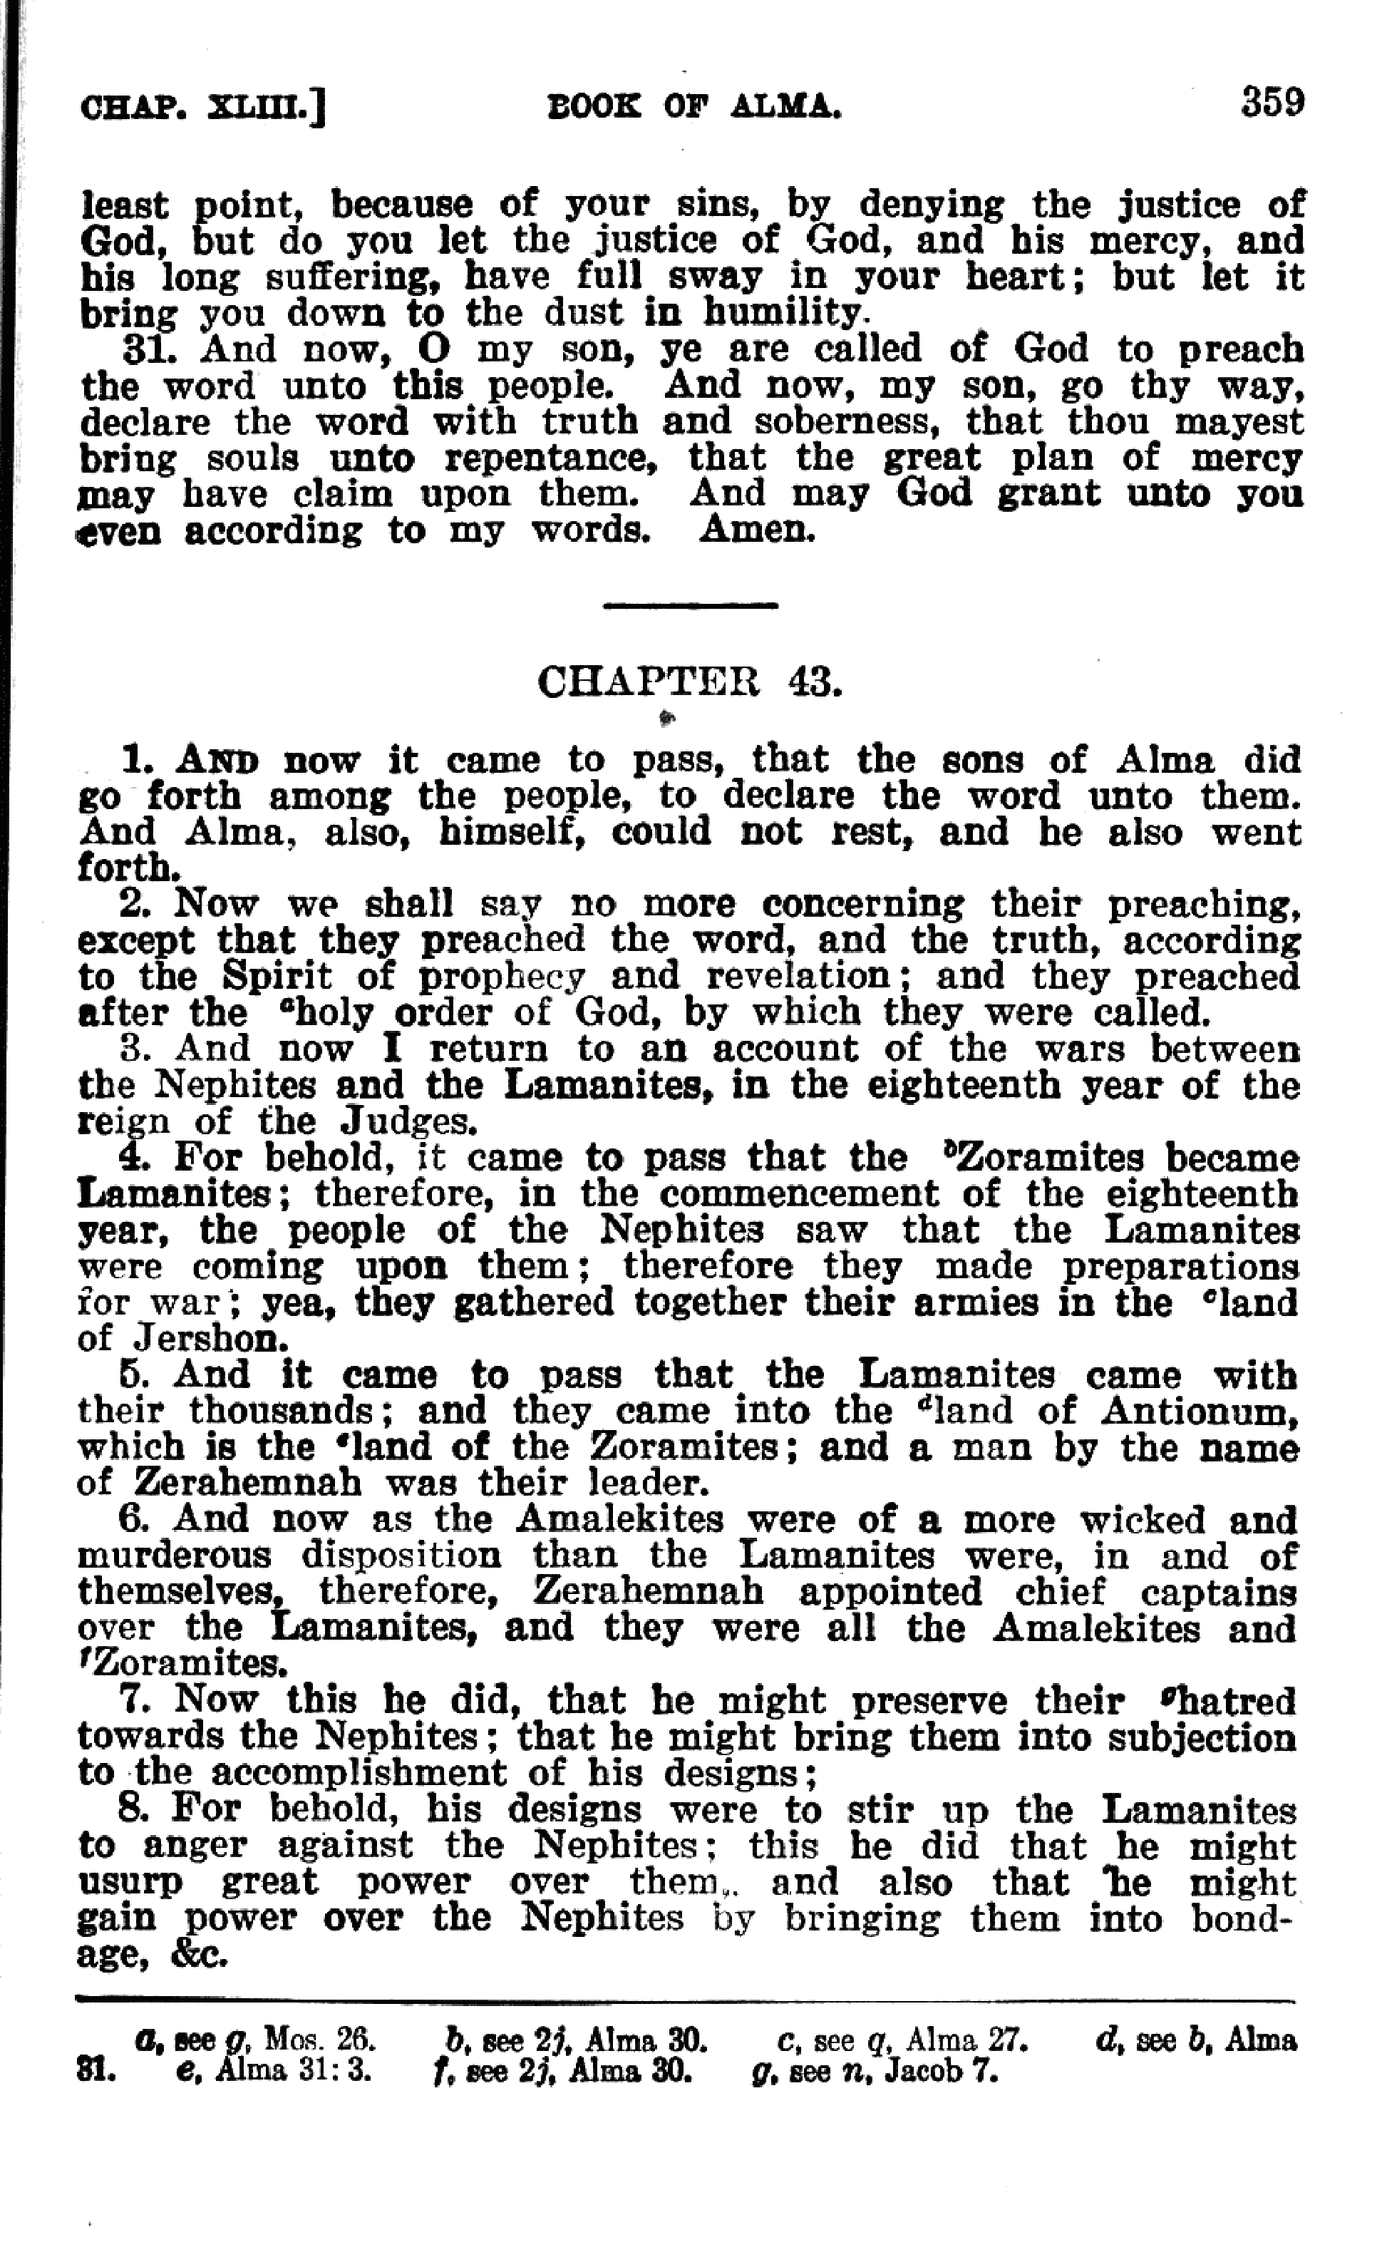 CHAP. XLIII.] BOOK OF ALMA. 359
least point, because of your sins, by denying the justice of
God, but do you let the justice of God, and his mercy, and
his long suffering, have full sway in your heart; but let it
bring you down to the dust in humility.
31. And now, O my son, ye are called of God to preach
the word unto this people. And now, my son, go thy way,
declare the word with truth and soberness, that thou mayest
bring souls unto repentance, that the great plan of mercy
may have claim upon them. And may God grant unto you
even according to my words. Amen.
CHAPTER 43.
1. AND now it came to pass, that the sons of Alma did
go forth among the people, to declare the word unto them.
And Alma, also, himself, could not rest, and he also went
forth.
2. Now we shall say no more concerning their preaching,
except that they preached the word, and the truth, according
to the Spirit of prophecy and revelation; and they preached
after the ᵃholy order of God, by which they were called.
3. And now I return to an account of the wars between
the Nephites and the Lamanites, in the eighteenth year of the
reign of the Judges.
4. For behold, it came to pass that the ᵇZoramites became
Lamanites; therefore, in the commencement of the eighteenth
year, the people of the Nephites saw that the Lamanites
were coming upon them; therefore they made preparations
for war; yea, they gathered together their armies in the ᶜland
of Jershon.
5. And it came to pass that the Lamanites came with
their thousands; and they came into the ᵈland of Antionum,
which is the ᵉland of the Zoramites; and a man by the name
of Zerahemnah was their leader.
6. And now as the Amalekites were of a more wicked and
murderous disposition than the Lamanites were, in and of
themselves, therefore, Zerahemnah appointed chief captains
over the Lamanites, and they were all the Amalekites and
ᶠZoramites.
7. Now this he did, that he might preserve their ᵍhatred
towards the Nephites; that he might bring them into subjection
to the accomplishment of his designs;
8. For behold, his designs were to stir up the Lamanites
to anger against the Nephites; this he did that he might
usurp great power over them, and also that he might
gain power over the Nephites by bringing them into bond-
age, &c.
a, see g, Mos. 26. b, see 2j, Alma 30. c, see q, Alma 27. d, see b, Alma
31. e, Alma 31: 3. f, see 2j, Alma 30. g, see n, Jacob 7.